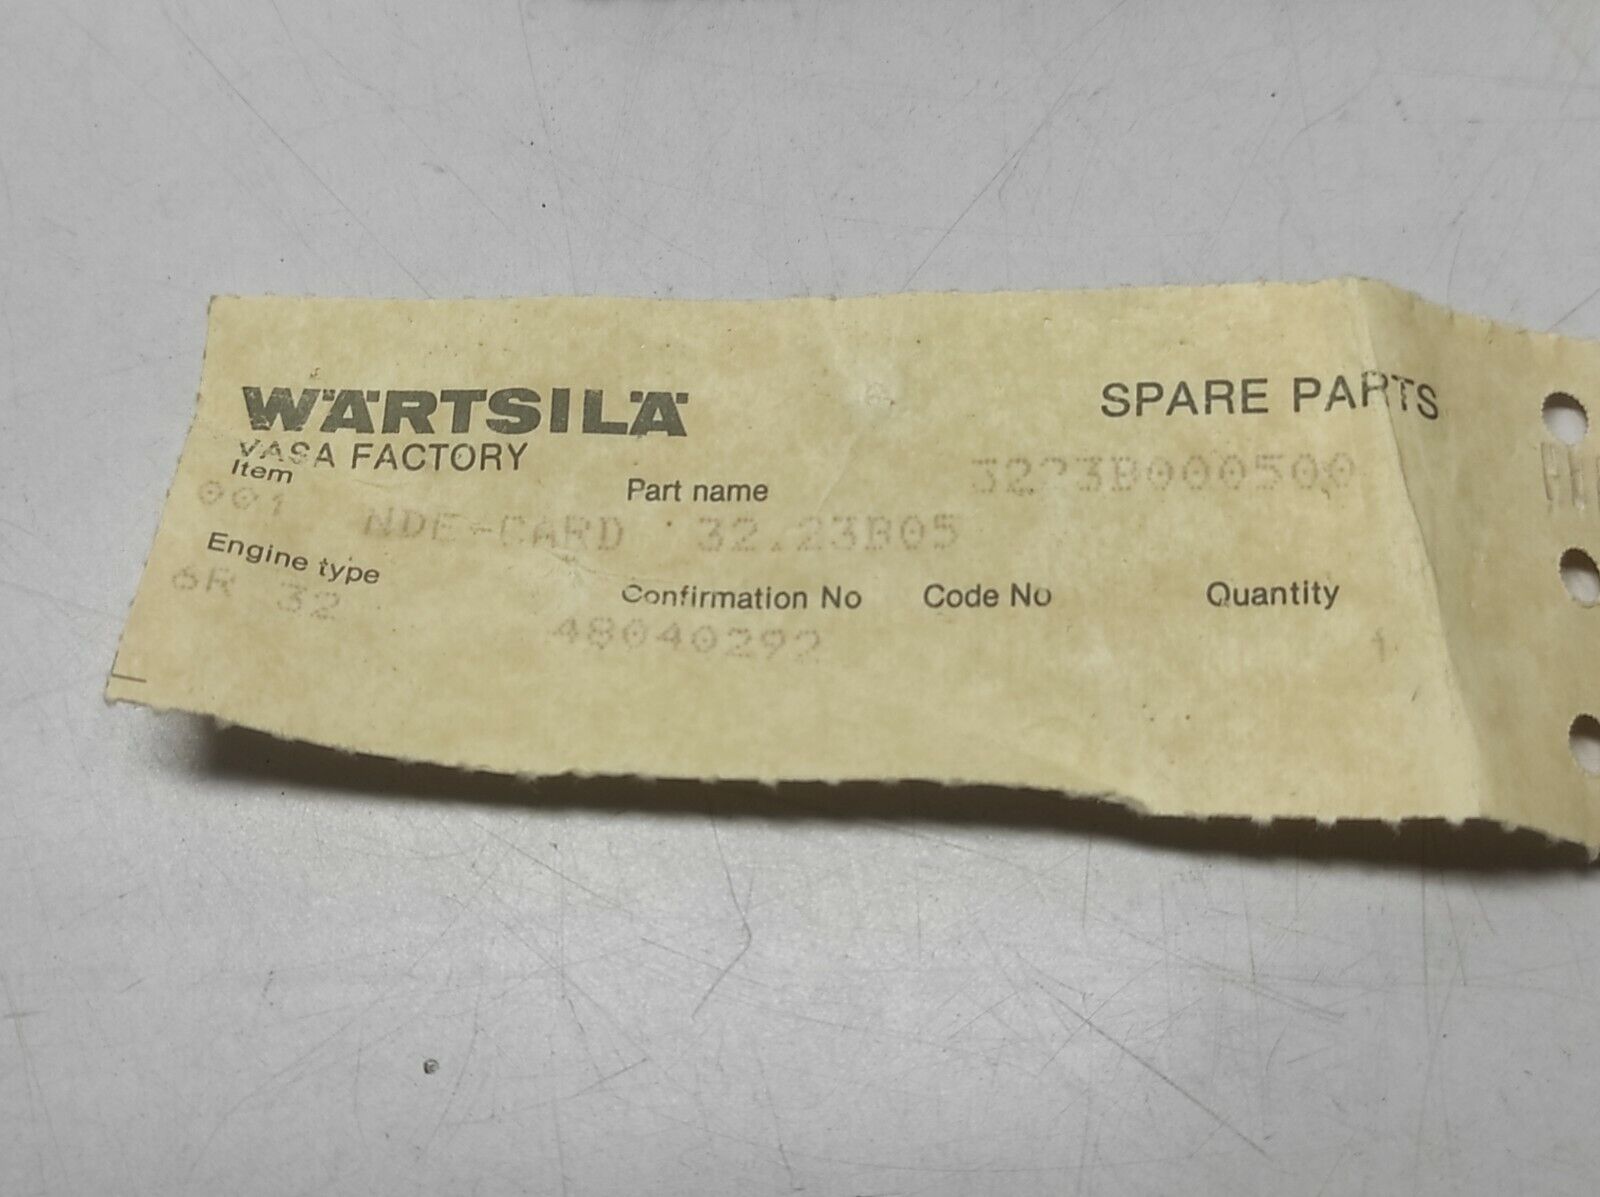 WÄRTSILÄ
SPARE PARTS
VASA FACTORY
Item
Part name
3223B000500
001 NDE-CARD 32.23B05
Engine type
Confirmation No Code No Quantity
6R 32
48040292
1